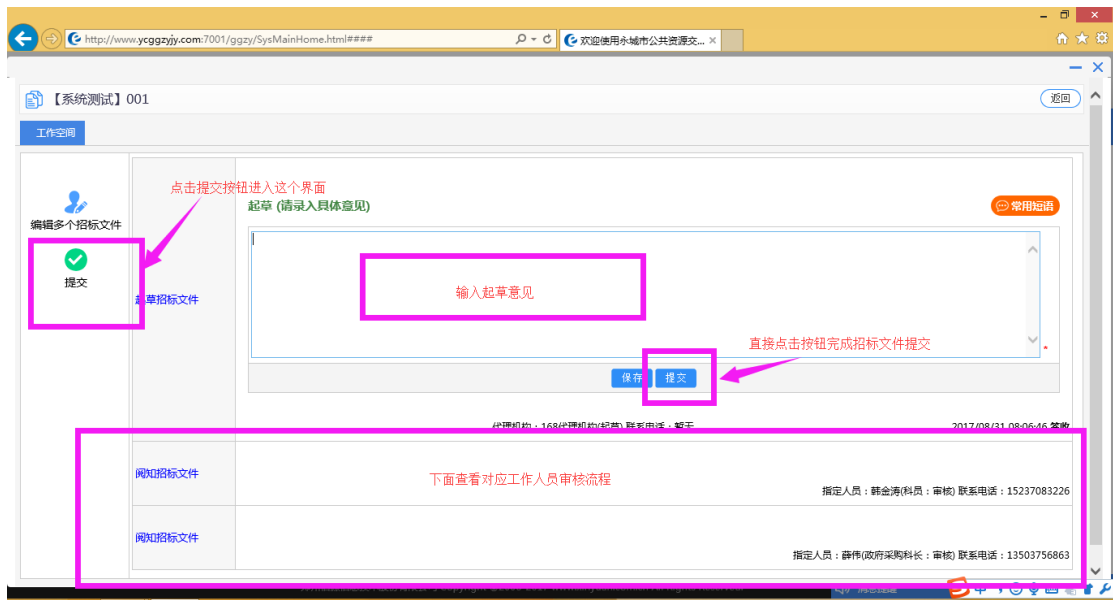 http://www.ycggzyjy.com:7001/ggzy/SysMainHome.html####
欢迎使用永城市公共资源交...
【系统测试】001
返回
工作空间
点击提交按钮进入这个界面
起草 (请录入具体意见)
常用短语
编辑多个招标文件
提交
起草招标文件
输入起草意见
直接点击按钮完成招标文件提交
*
保存
提交
代理机构：168代理机构(起草) 联系电话：暂无
2017/08/31 08:06:46 签收
阅知招标文件
下面查看对应工作人员审核流程
指定人员：韩金涛(科员：审核) 联系电话：15237083226
阅知招标文件
指定人员：薛伟(政府采购科长：审核) 联系电话：13503756863
消息提醒
中